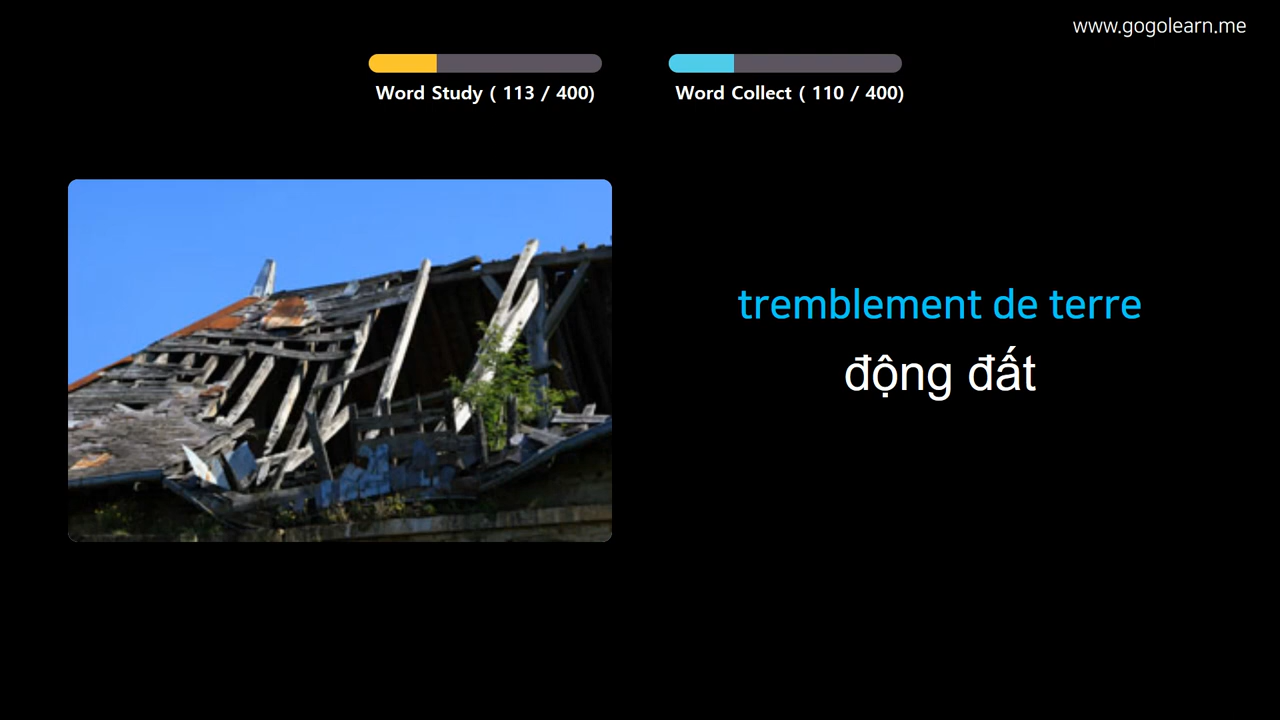 www.gogolearn.me
Word Study ( 113 / 400)
Word Collect ( 110 / 400)
tremblement de terre
động đất